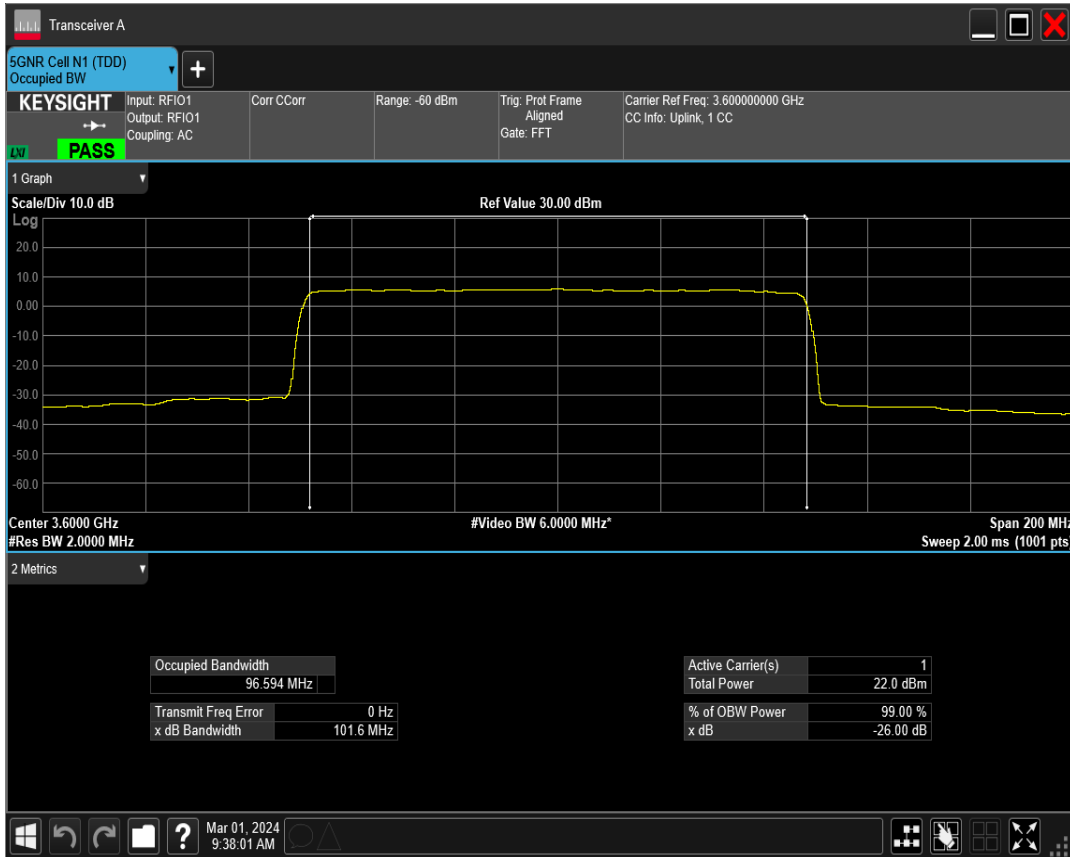 Transceiver A
5GNR Cell N1 (TDD)
Occupied BW
+
KEYSIGHT
LXI
PASS
Input: RFIO1
Output: RFIO1
Coupling: AC
Corr CCorr
Range: -60 dBm
Trig: Prot Frame
Aligned
Gate: FFT
Carrier Ref Freq: 3.600000000 GHz
CC Info: Uplink, 1 CC
1 Graph
Scale/Div 10.0 dB
Ref Value 30.00 dBm
Log
20.0
10.0
0.00
-10.0
-20.0
-30.0
-40.0
-50.0
-60.0
Center 3.6000 GHz
#Video BW 6.0000 MHz*
Span 200 MHz
#Res BW 2.0000 MHz
Sweep 2.00 ms (1001 pts)
2 Metrics
Occupied Bandwidth
96.594 MHz
Transmit Freq Error 0 Hz
x dB Bandwidth 101.6 MHz
Active Carrier(s) 1
Total Power 22.0 dBm
% of OBW Power 99.00 %
x dB -26.00 dB
?
Mar 01, 2024
9:38:01 AM